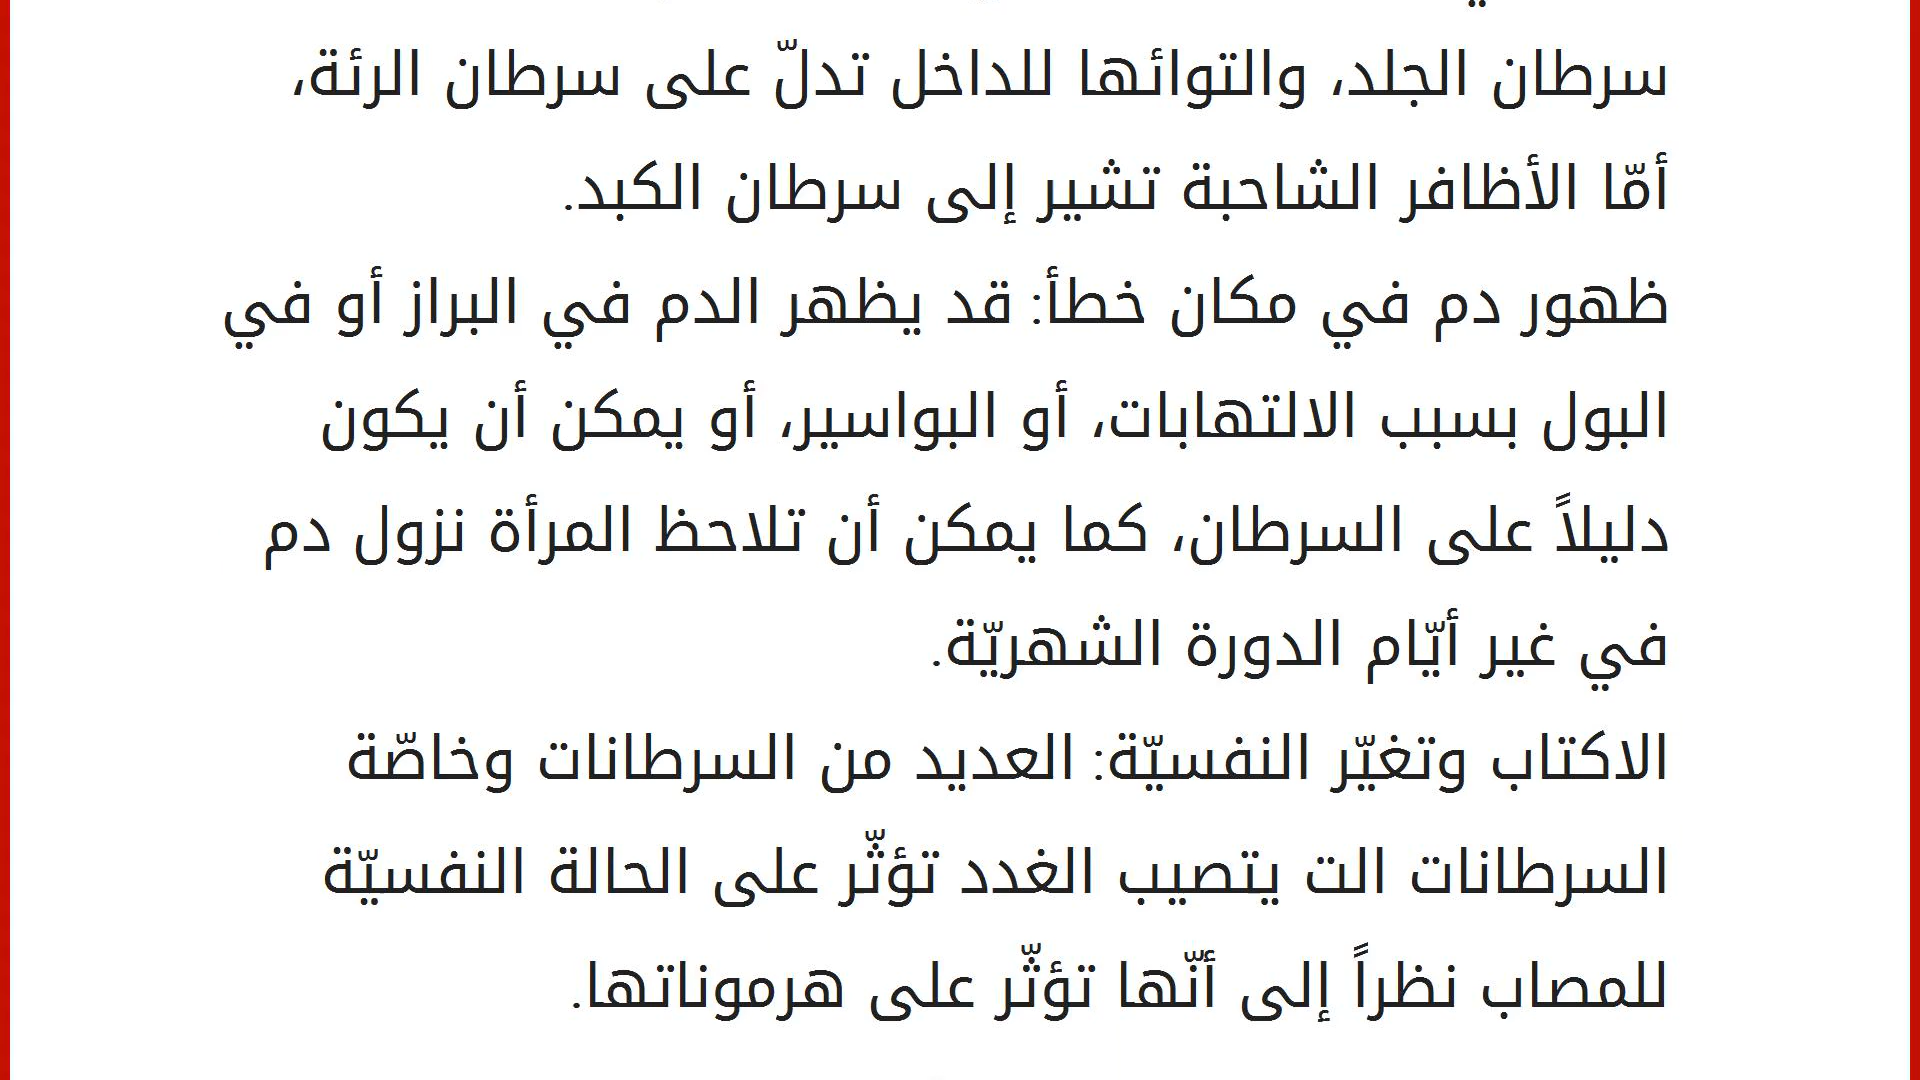 سرطان الجلد، والتوائها للداخل تدلّ على سرطان الرئة،
أمّا الأظافر الشاحبة تشير إلى سرطان الكبد.
ظهور دم في مكان خطأ: قد يظهر الدم في البراز أو في
البول بسبب الالتهابات، أو البواسير، أو يمكن أن يكون
دليلاً على السرطان، كما يمكن أن تلاحظ المرأة نزول دم
في غير أيّام الدورة الشهريّة.
الاكتاب وتغيّر النفسيّة: العديد من السرطانات وخاصّة
السرطانات الت يتصيب الغدد تؤثّر على الحالة النفسيّة
للمصاب نظراً إلى أنّها تؤثّر على هرموناتها.